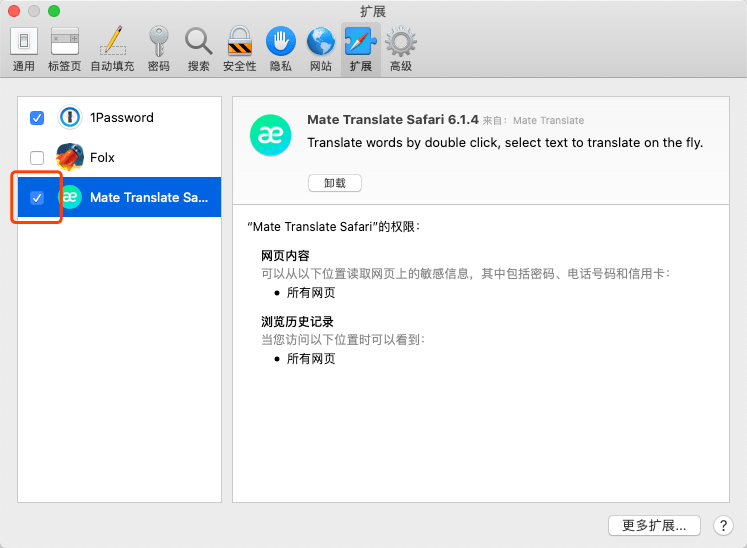 扩展
通用 标签页 自动填充 密码 搜索 安全性 隐私 网站 扩展 高级
1Password
Folx
Mate Translate Sa...
Mate Translate Safari 6.1.4 来自: Mate Translate
Translate words by double click, select text to translate on the fly.
卸载
“Mate Translate Safari”的权限：
网页内容
可以从以下位置读取网页上的敏感信息，其中包括密码、电话号码和信用卡：
• 所有网页
浏览历史记录
当您访问以下位置时可以看到：
• 所有网页
更多扩展... ?